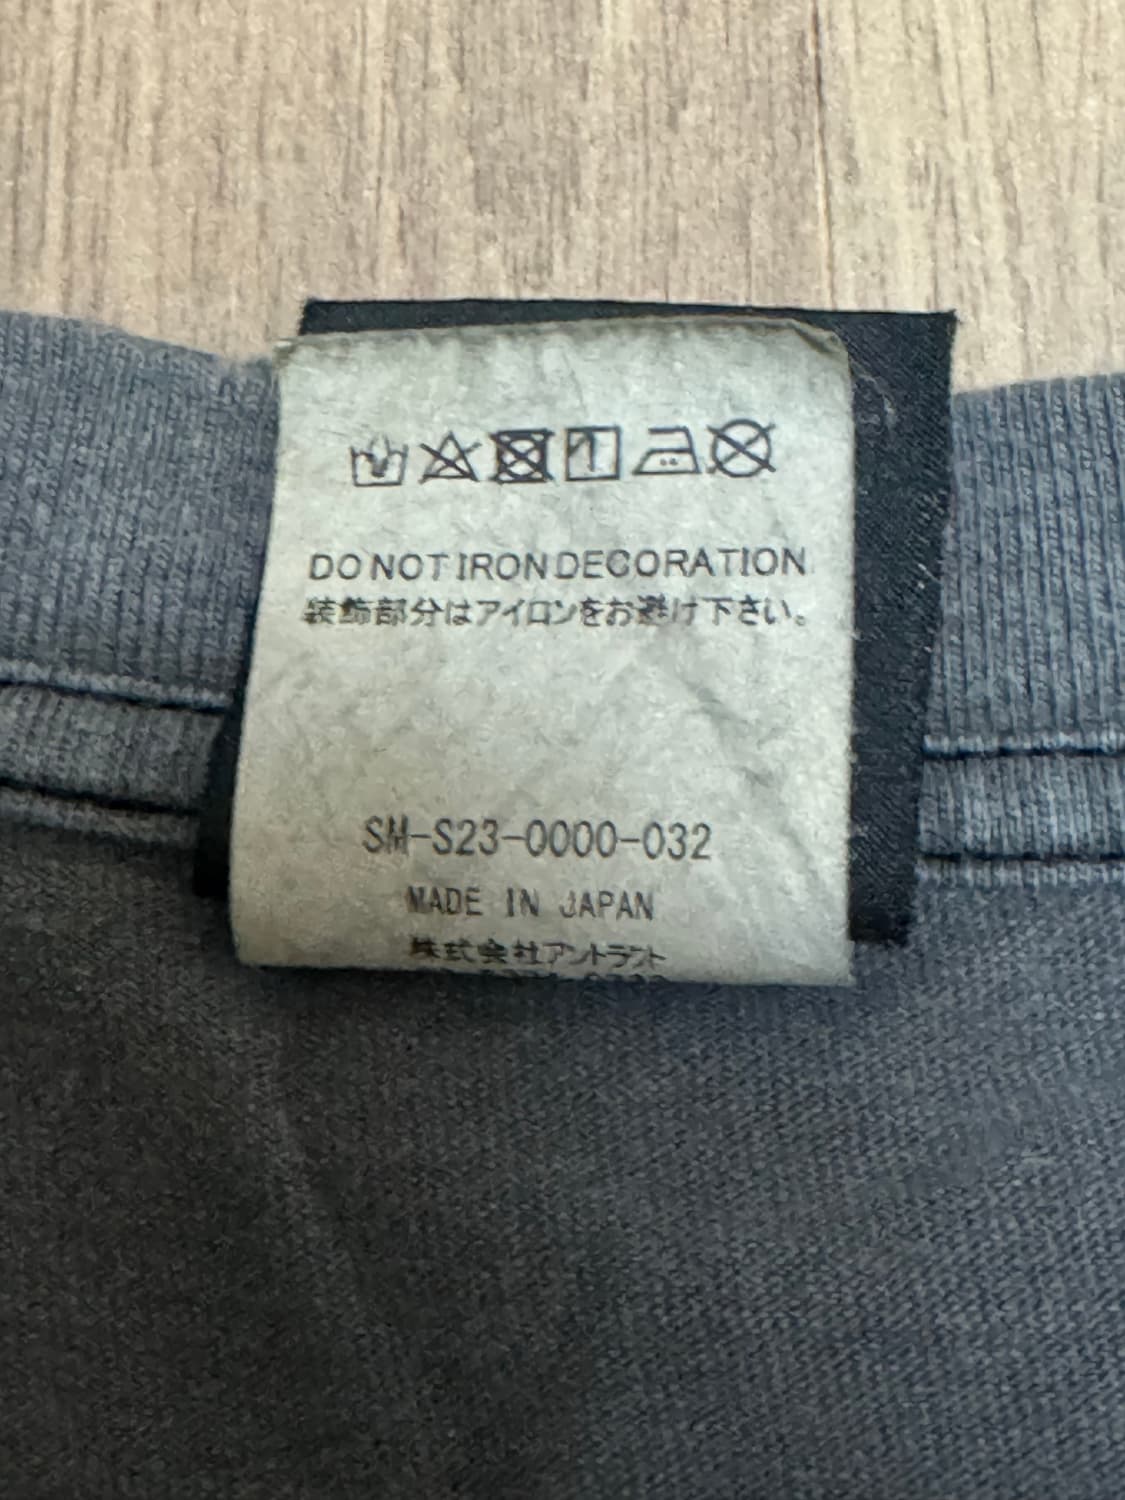 DO NOT IRON DECORATION
装飾部分はアイロンをお避け下さい。
SM-S23-0000-032
MADE IN JAPAN
株式会社アントラント